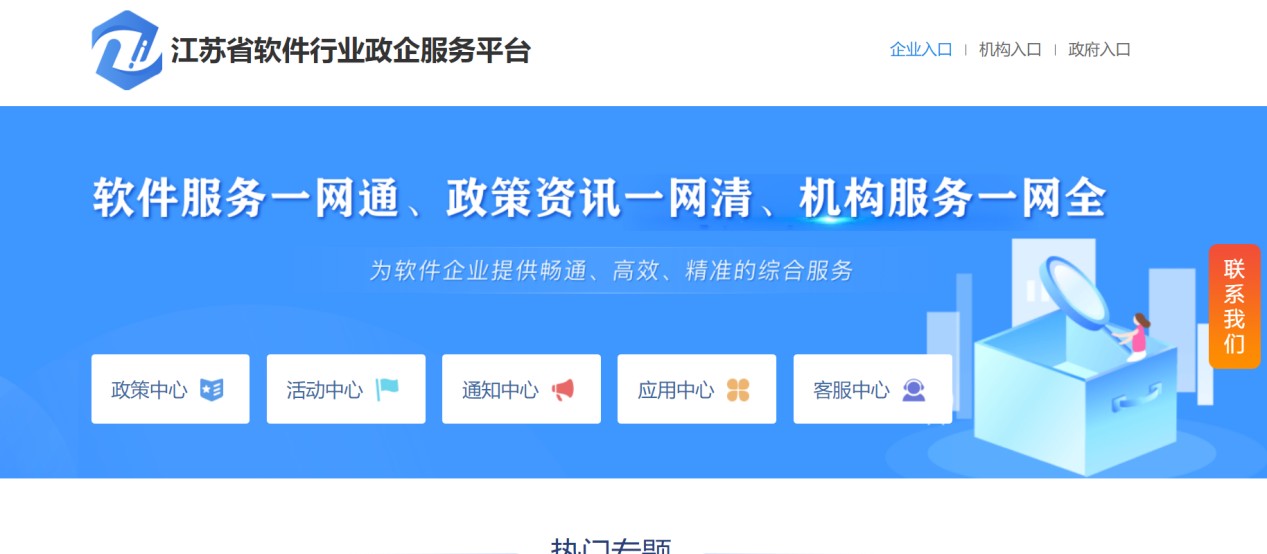 江苏省软件行业政企服务平台
企业入口 | 机构入口 | 政府入口
软件服务一网通、政策资讯一网清、机构服务一网全
为软件企业提供畅通、高效、精准的综合服务
联系我们
政策中心
活动中心
通知中心
应用中心
客服中心
热门专题